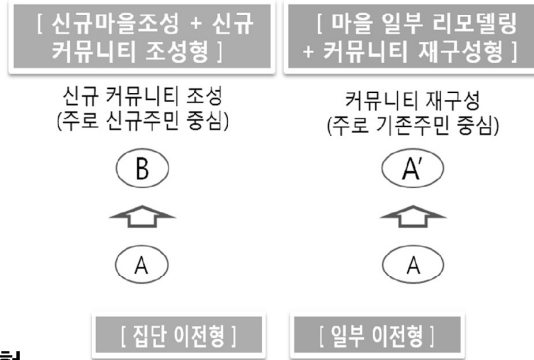 [ 신규마을조성 + 신규
커뮤니티 조성형 ]
[ 마을 일부 리모델링
+ 커뮤니티 재구성형 ]
신규 커뮤니티 조성
(주로 신규주민 중심)
커뮤니티 재구성
(주로 기존주민 중심)
B
A′
A
A
[ 집단 이전형 ]
[ 일부 이전형 ]